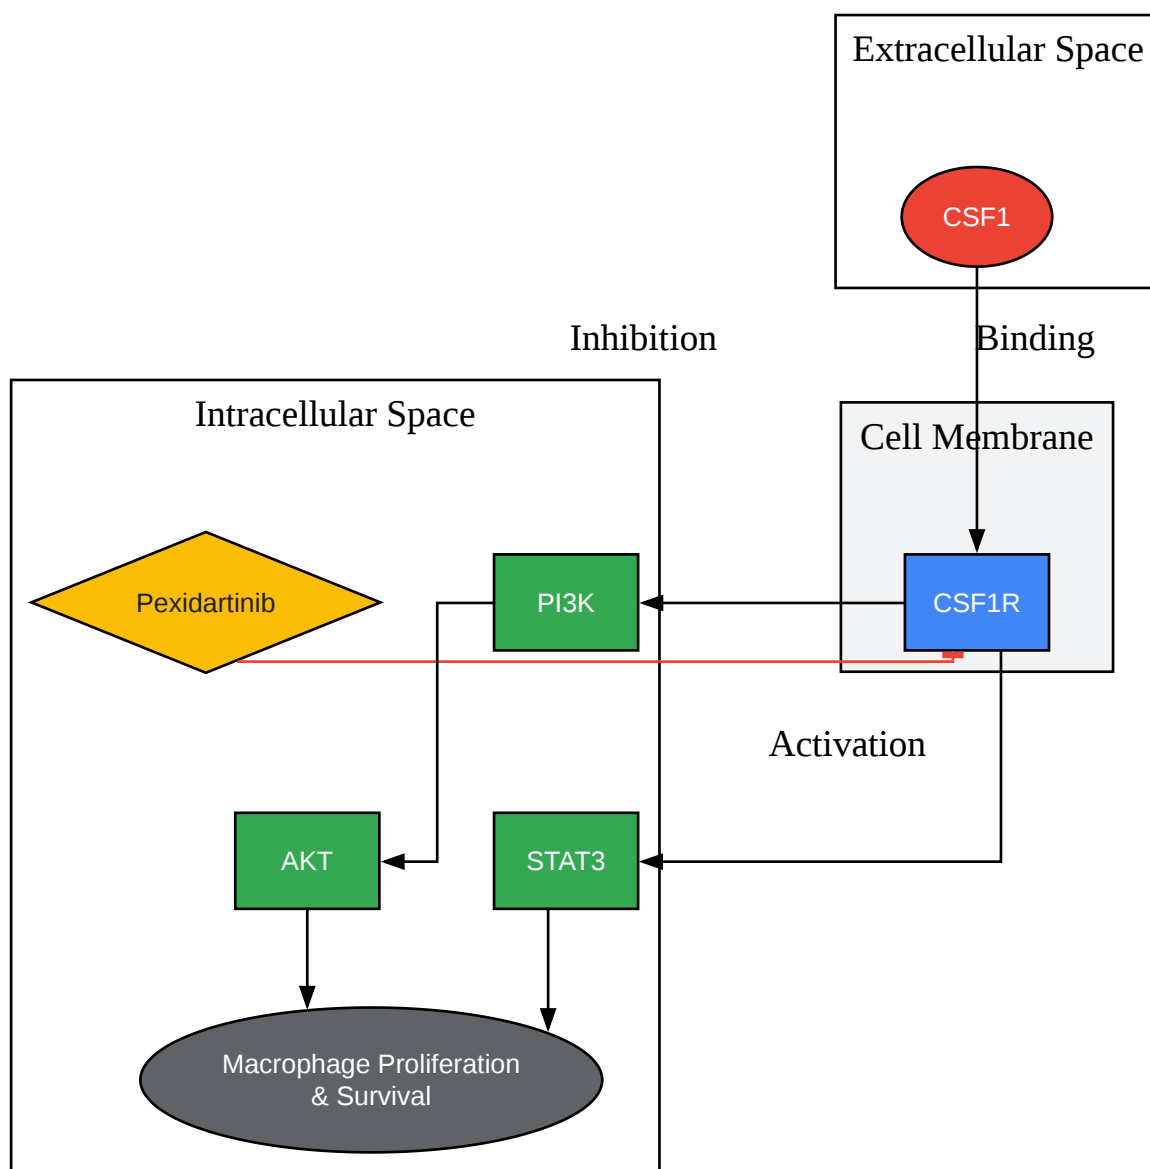 Extracellular Space
CSF1
Inhibition
Binding
Intracellular Space
Cell Membrane
Pexidartinib
PI3K
CSF1R
Activation
AKT
STAT3
Macrophage Proliferation
& Survival